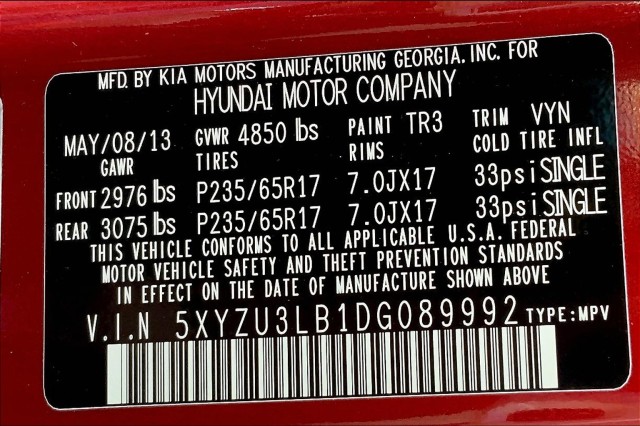 MFD. BY KIA MOTORS MANUFACTURING GEORGIA, INC. FOR
HYUNDAI MOTOR COMPANY
MAY/08/13 GVWR 4850 lbs PAINT TR3 TRIM VYN
GAWR TIRES RIMS COLD TIRE INFL
FRONT 2976 lbs P235/65R17 7.0JX17 33psi SINGLE
REAR 3075 lbs P235/65R17 7.0JX17 33psi SINGLE
THIS VEHICLE CONFORMS TO ALL APPLICABLE U.S.A. FEDERAL
MOTOR VEHICLE SAFETY AND THEFT PREVENTION STANDARDS
IN EFFECT ON THE DATE OF MANUFACTURE SHOWN ABOVE
V.I.N 5XYZU3LB1DG089992 TYPE:MPV